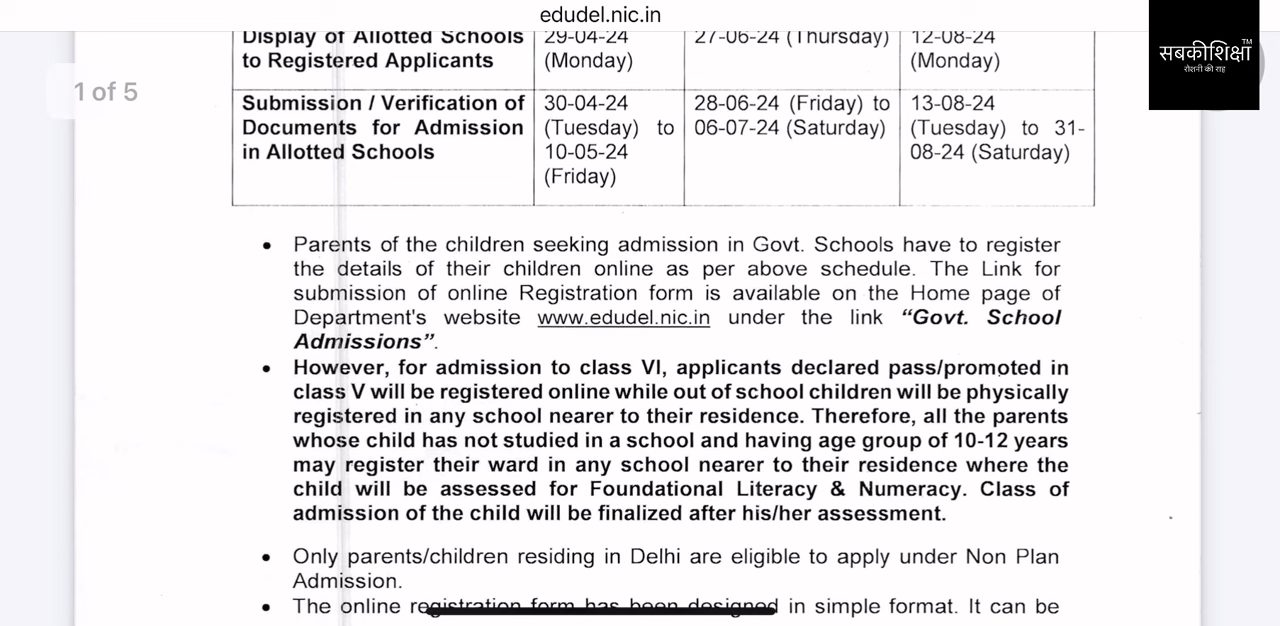 edudel.nic.in
सबकीशिक्षा TM
रौशनी की राह
1 of 5
Display of Allotted Schools 29-04-24 27-06-24 (Thursday) 12-08-24
to Registered Applicants (Monday) (Monday)
Submission / Verification of 30-04-24 28-06-24 (Friday) to 13-08-24
Documents for Admission (Tuesday) to 06-07-24 (Saturday) (Tuesday) to 31-
in Allotted Schools 10-05-24 08-24 (Saturday)
(Friday)
• Parents of the children seeking admission in Govt. Schools have to register
the details of their children online as per above schedule. The Link for
submission of online Registration form is available on the Home page of
Department's website www.edudel.nic.in under the link “Govt. School
Admissions”.
• However, for admission to class VI, applicants declared pass/promoted in
class V will be registered online while out of school children will be physically
registered in any school nearer to their residence. Therefore, all the parents
whose child has not studied in a school and having age group of 10-12 years
may register their ward in any school nearer to their residence where the
child will be assessed for Foundational Literacy & Numeracy. Class of
admission of the child will be finalized after his/her assessment.
• Only parents/children residing in Delhi are eligible to apply under Non Plan
Admission.
• The online registration form has been designed in simple format. It can be